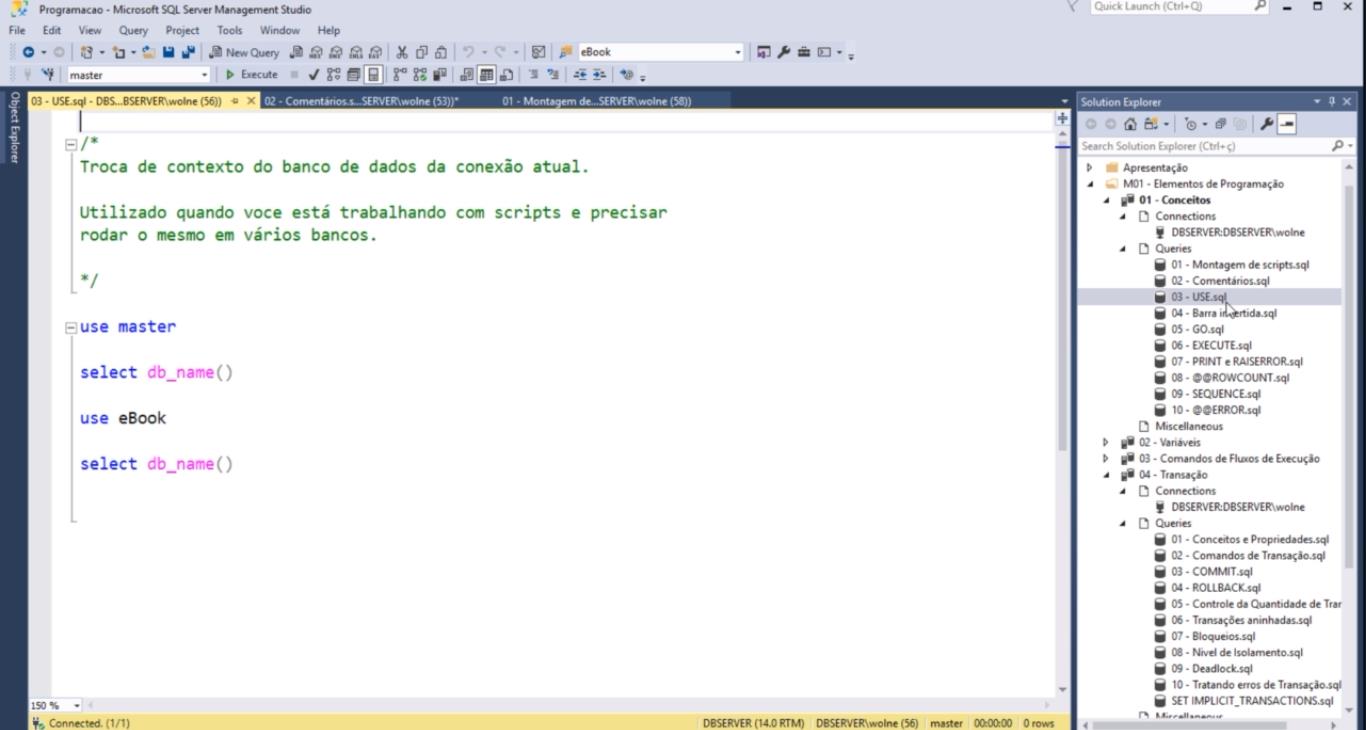 Programacao - Microsoft SQL Server Management Studio
Quick Launch (Ctrl+Q)
File Edit View Query Project Tools Window Help
New Query
eBook
master
Execute
Object Explorer
03 - USE.sql - DBS...BSERVER\wolne (56))
02 - Comentários.s...SERVER\wolne (53))*
01 - Montagem de...SERVER\wolne (58))
/*
Troca de contexto do banco de dados da conexão atual.
Utilizado quando voce está trabalhando com scripts e precisar
rodar o mesmo em vários bancos.
*/
use master
select db_name()
use eBook
select db_name()
150 %
Connected. (1/1)
DBSERVER (14.0 RTM) DBSERVER\wolne (56) master 00:00:00 0 rows
Solution Explorer
Search Solution Explorer (Ctrl+ç)
Apresentação
M01 - Elementos de Programação
01 - Conceitos
Connections
DBSERVER:DBSERVER\wolne
Queries
01 - Montagem de scripts.sql
02 - Comentários.sql
03 - USE.sql
04 - Barra invertida.sql
05 - GO.sql
06 - EXECUTE.sql
07 - PRINT e RAISERROR.sql
08 - @@ROWCOUNT.sql
09 - SEQUENCE.sql
10 - @@ERROR.sql
Miscellaneous
02 - Variáveis
03 - Comandos de Fluxos de Execução
04 - Transação
Connections
DBSERVER:DBSERVER\wolne
Queries
01 - Conceitos e Propriedades.sql
02 - Comandos de Transação.sql
03 - COMMIT.sql
04 - ROLLBACK.sql
05 - Controle da Quantidade de Trar
06 - Transações aninhadas.sql
07 - Bloqueios.sql
08 - Nivel de Isolamento.sql
09 - Deadlock.sql
10 - Tratando erros de Transação.sql
SET IMPLICIT_TRANSACTIONS.sql
Miscellaneous